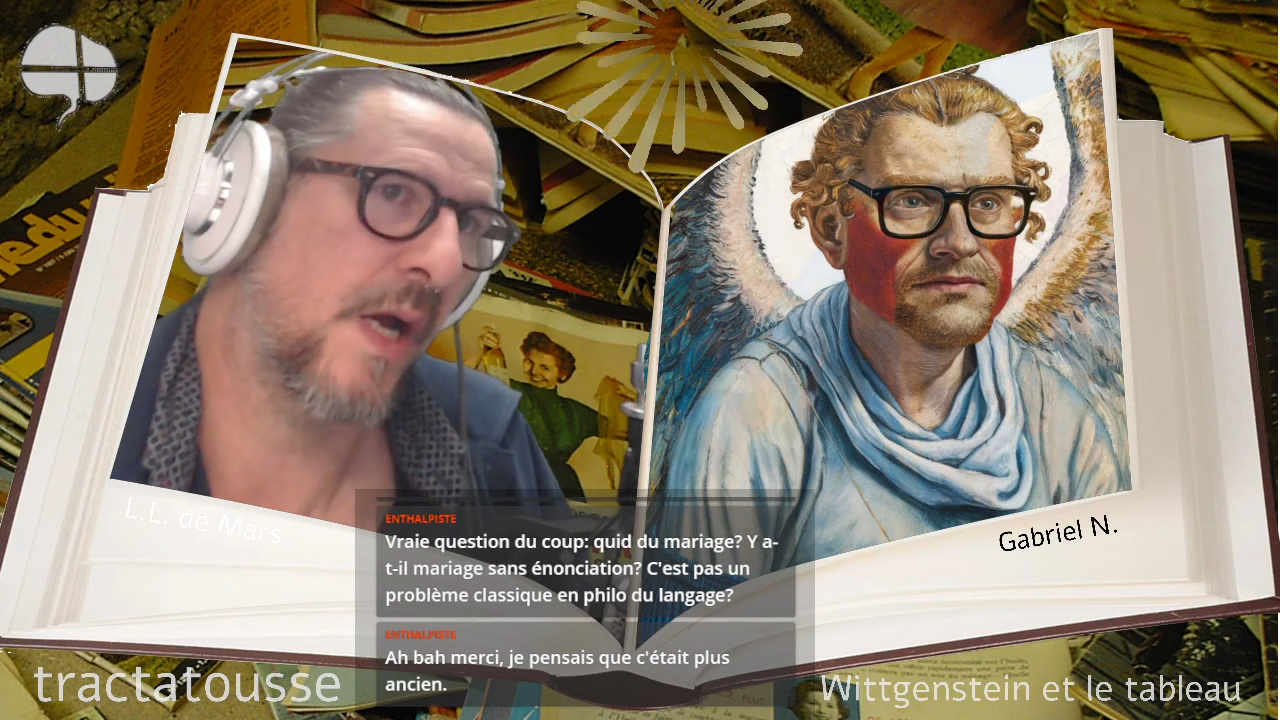 L.L. de Mars
Gabriel N.
ENTHALPISTE
Vraie question du coup: quid du mariage? Y a-
t-il mariage sans énonciation? C'est pas un
problème classique en philo du langage?
ENTHALPISTE
Ah bah merci, je pensais que c'était plus
ancien.
tractatousse
Wittgenstein et le tableau